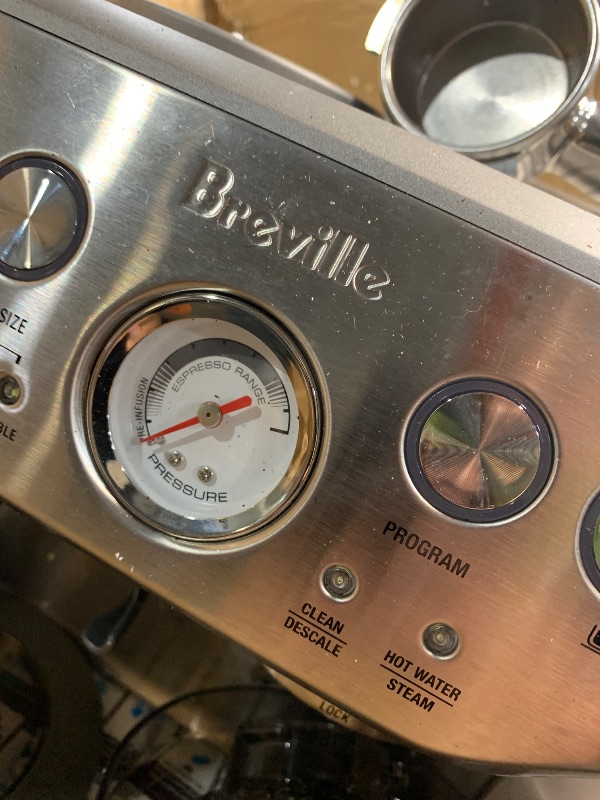 Breville
SIZE
PRE-INFUSION
ESPRESSO RANGE
PRESSURE
PROGRAM
CLEAN
DESCALE
HOT WATER
STEAM
LOCK